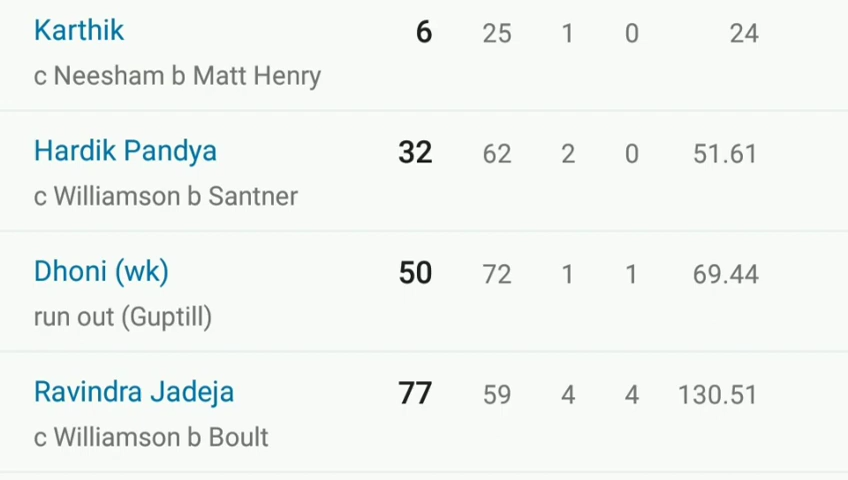 Karthik 6 25 1 0 24
c Neesham b Matt Henry
Hardik Pandya 32 62 2 0 51.61
c Williamson b Santner
Dhoni (wk) 50 72 1 1 69.44
run out (Guptill)
Ravindra Jadeja 77 59 4 4 130.51
c Williamson b Boult